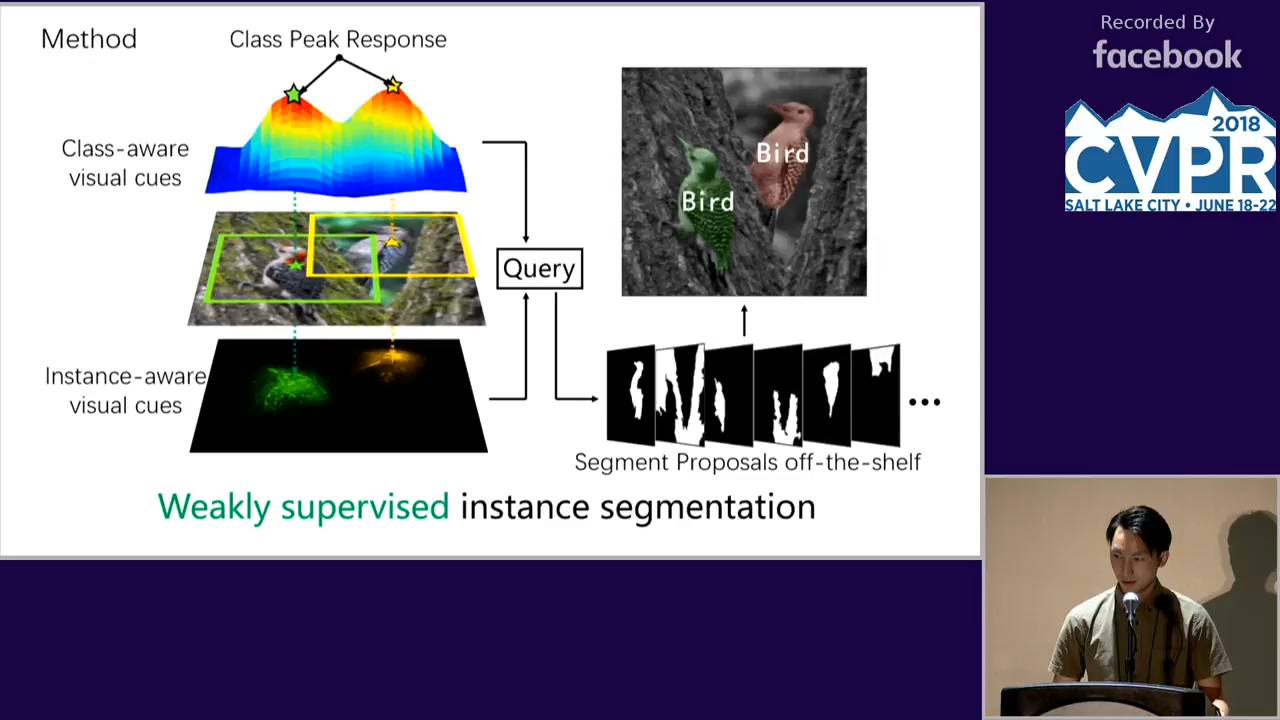 Method
Class Peak Response
Class-aware
visual cues
Instance-aware
visual cues
Query
Bird
Bird
Segment Proposals off-the-shelf
...
Weakly supervised instance segmentation
Recorded By
facebook
2018
CVPR
SALT LAKE CITY • JUNE 18-22